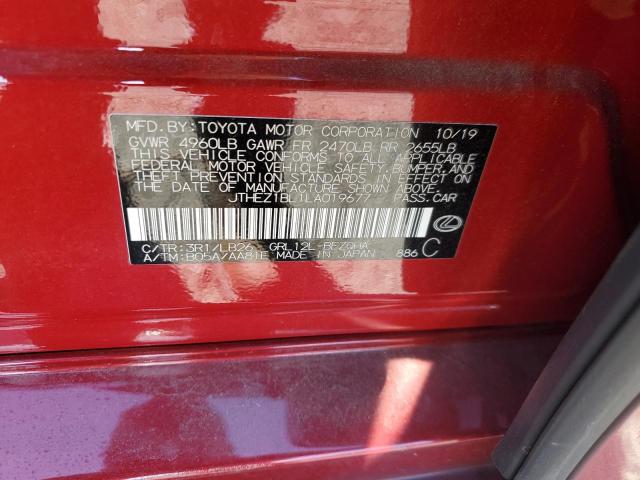 MFD. BY: TOYOTA MOTOR CORPORATION 10/19
GVWR 4960LB GAWR FR 2470LB RR 2655LB
THIS VEHICLE CONFORMS TO ALL APPLICABLE
FEDERAL MOTOR VEHICLE SAFETY, BUMPER, AND
THEFT PREVENTION STANDARDS IN EFFECT ON
THE DATE OF MANUFACTURE SHOWN ABOVE.
JTHEZ1BL1LA019677 PASS. CAR
C/TR: 3R1/LB26 GRL12L-BEZQHA
A/TM: B05A/AA81E MADE IN JAPAN 886 C